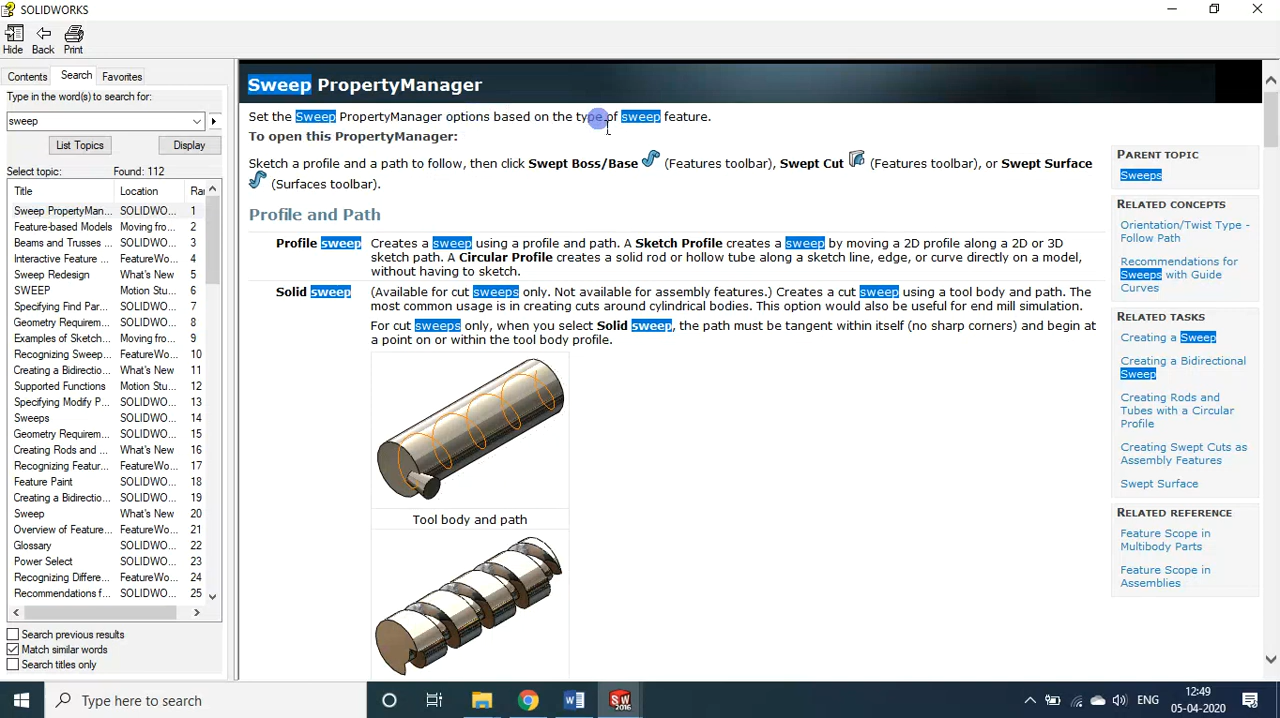 SOLIDWORKS
Hide
Back
Print
Contents
Search
Favorites
Type in the word(s) to search for:
sweep
List Topics
Display
Select topic:
Found: 112
Title
Location
Ra
Sweep PropertyMan... SOLIDWO... 1
Feature-based Models Moving fro... 2
Beams and Trusses ... SOLIDWO... 3
Interactive Feature ... FeatureWo... 4
Sweep Redesign What's New 5
SWEEP Motion Stu... 6
Specifying Find Par... SOLIDWO... 7
Geometry Requirem... SOLIDWO... 8
Examples of Sketch... Moving fro... 9
Recognizing Sweep... FeatureWo... 10
Creating a Bidirectio... What's New 11
Supported Functions Motion Stu... 12
Specifying Modify P... SOLIDWO... 13
Sweeps SOLIDWO... 14
Geometry Requirem... SOLIDWO... 15
Creating Rods and ... What's New 16
Recognizing Featur... FeatureWo... 17
Feature Paint SOLIDWO... 18
Creating a Bidirectio... SOLIDWO... 19
Sweep What's New 20
Overview of Feature... FeatureWo... 21
Glossary SOLIDWO... 22
Power Select SOLIDWO... 23
Recognizing Differe... FeatureWo... 24
Recommendations f... SOLIDWO... 25
Search previous results
Match similar words
Search titles only
Sweep PropertyManager
Set the Sweep PropertyManager options based on the type of sweep feature.
To open this PropertyManager:
Sketch a profile and a path to follow, then click Swept Boss/Base (Features toolbar), Swept Cut (Features toolbar), or Swept Surface
(Surfaces toolbar).
Profile and Path
Profile sweep Creates a sweep using a profile and path. A Sketch Profile creates a sweep by moving a 2D profile along a 2D or 3D
sketch path. A Circular Profile creates a solid rod or hollow tube along a sketch line, edge, or curve directly on a model,
without having to sketch.
Solid sweep (Available for cut sweeps only. Not available for assembly features.) Creates a cut sweep using a tool body and path. The
most common usage is in creating cuts around cylindrical bodies. This option would also be useful for end mill simulation.
For cut sweeps only, when you select Solid sweep, the path must be tangent within itself (no sharp corners) and begin at
a point on or within the tool body profile.
Tool body and path
PARENT TOPIC
Sweeps
RELATED CONCEPTS
Orientation/Twist Type -
Follow Path
Recommendations for
Sweeps with Guide
Curves
RELATED TASKS
Creating a Sweep
Creating a Bidirectional
Sweep
Creating Rods and
Tubes with a Circular
Profile
Creating Swept Cuts as
Assembly Features
Swept Surface
RELATED REFERENCE
Feature Scope in
Multibody Parts
Feature Scope in
Assemblies
Type here to search
SW
2016
ENG
12:49
05-04-2020